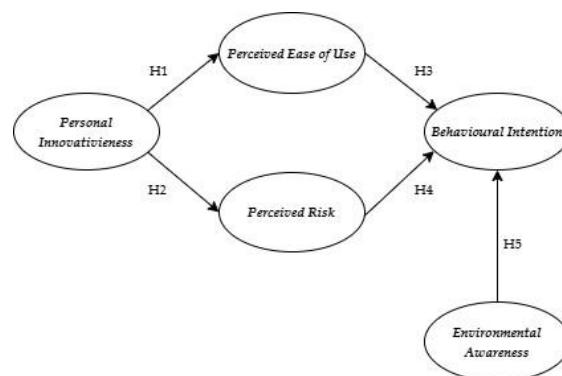 Perceived Ease of Use
H1
H3
Personal
Innovativieness
Behavioural Intention
H2
H4
Perceived Risk
H5
Environmental
Awareness